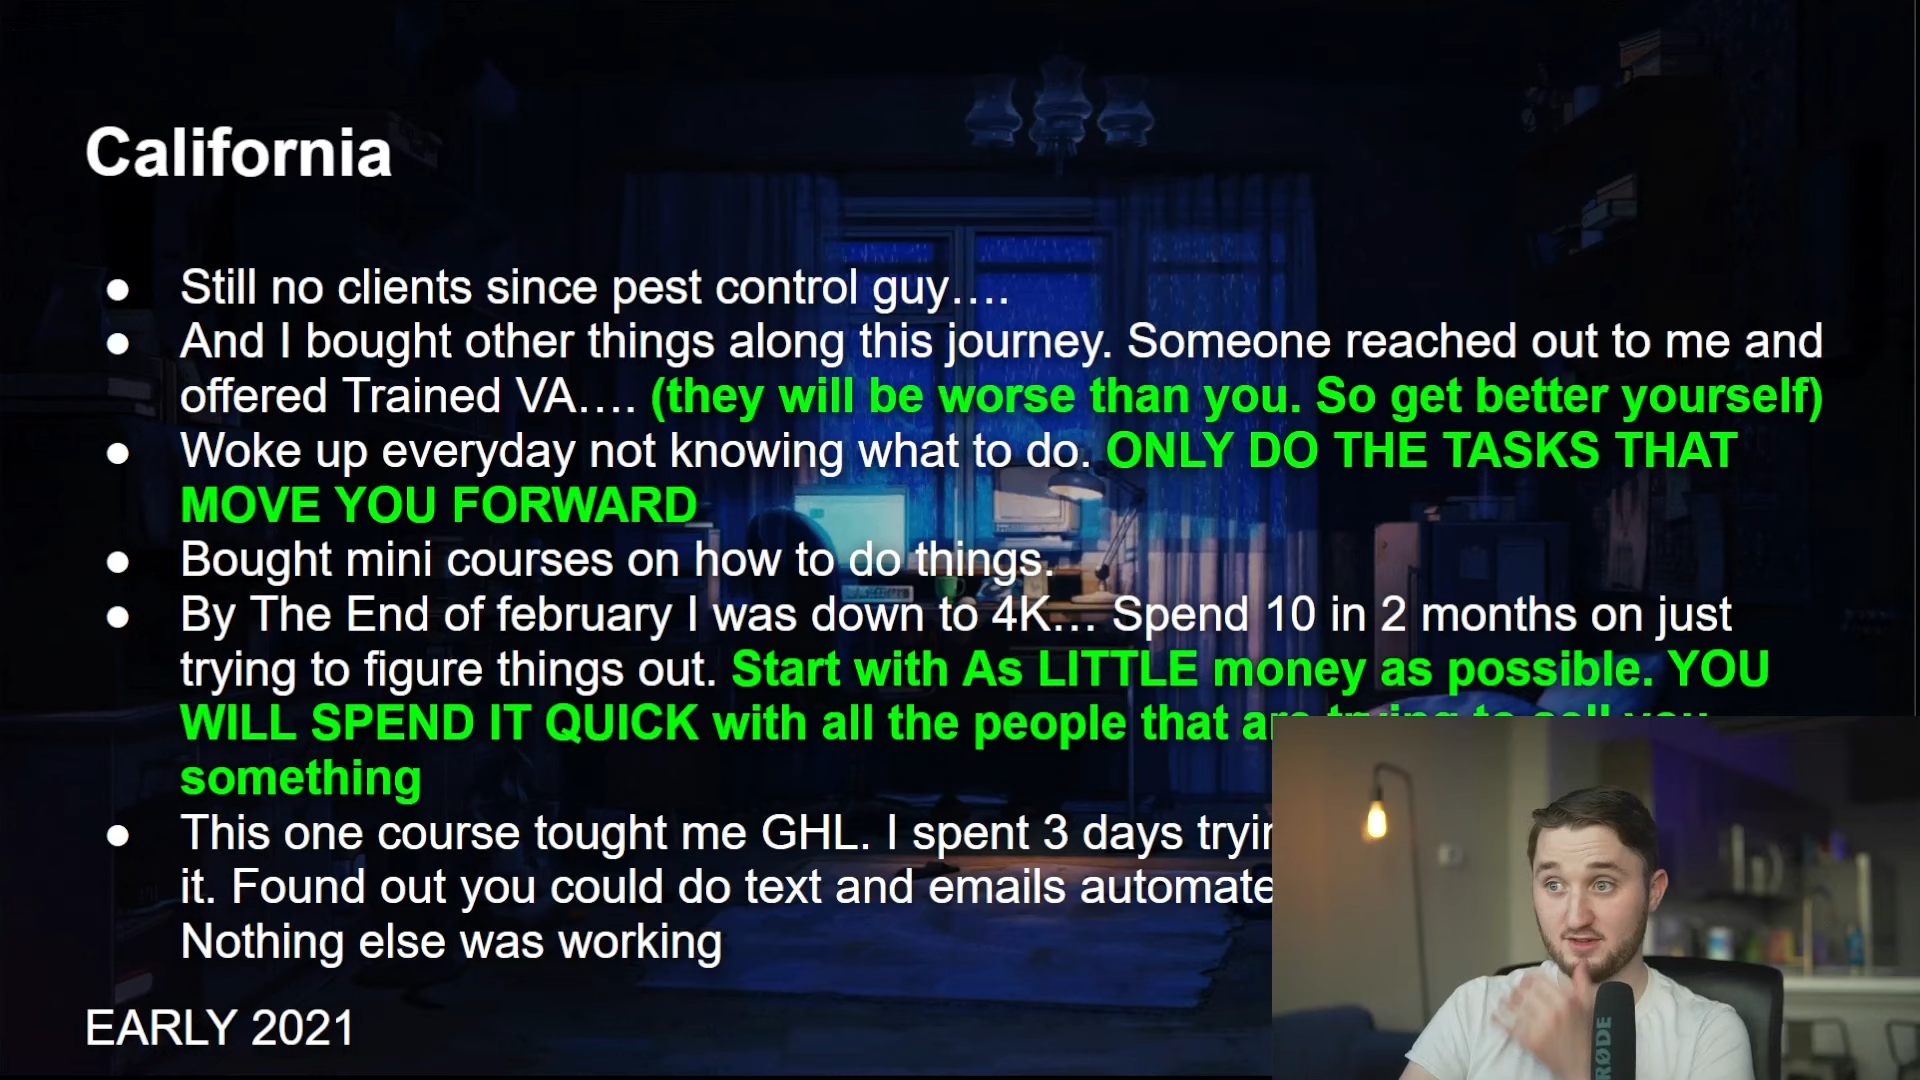 California
● Still no clients since pest control guy….
● And I bought other things along this journey. Someone reached out to me and
offered Trained VA…. (they will be worse than you. So get better yourself)
● Woke up everyday not knowing what to do. ONLY DO THE TASKS THAT
MOVE YOU FORWARD
● Bought mini courses on how to do things.
● By The End of february I was down to 4K… Spend 10 in 2 months on just
trying to figure things out. Start with As LITTLE money as possible. YOU
WILL SPEND IT QUICK with all the people that are trying to sell you
something
● This one course tought me GHL. I spent 3 days
it. Found out you could do text and emails
Nothing else was working
EARLY 2021
RØDE